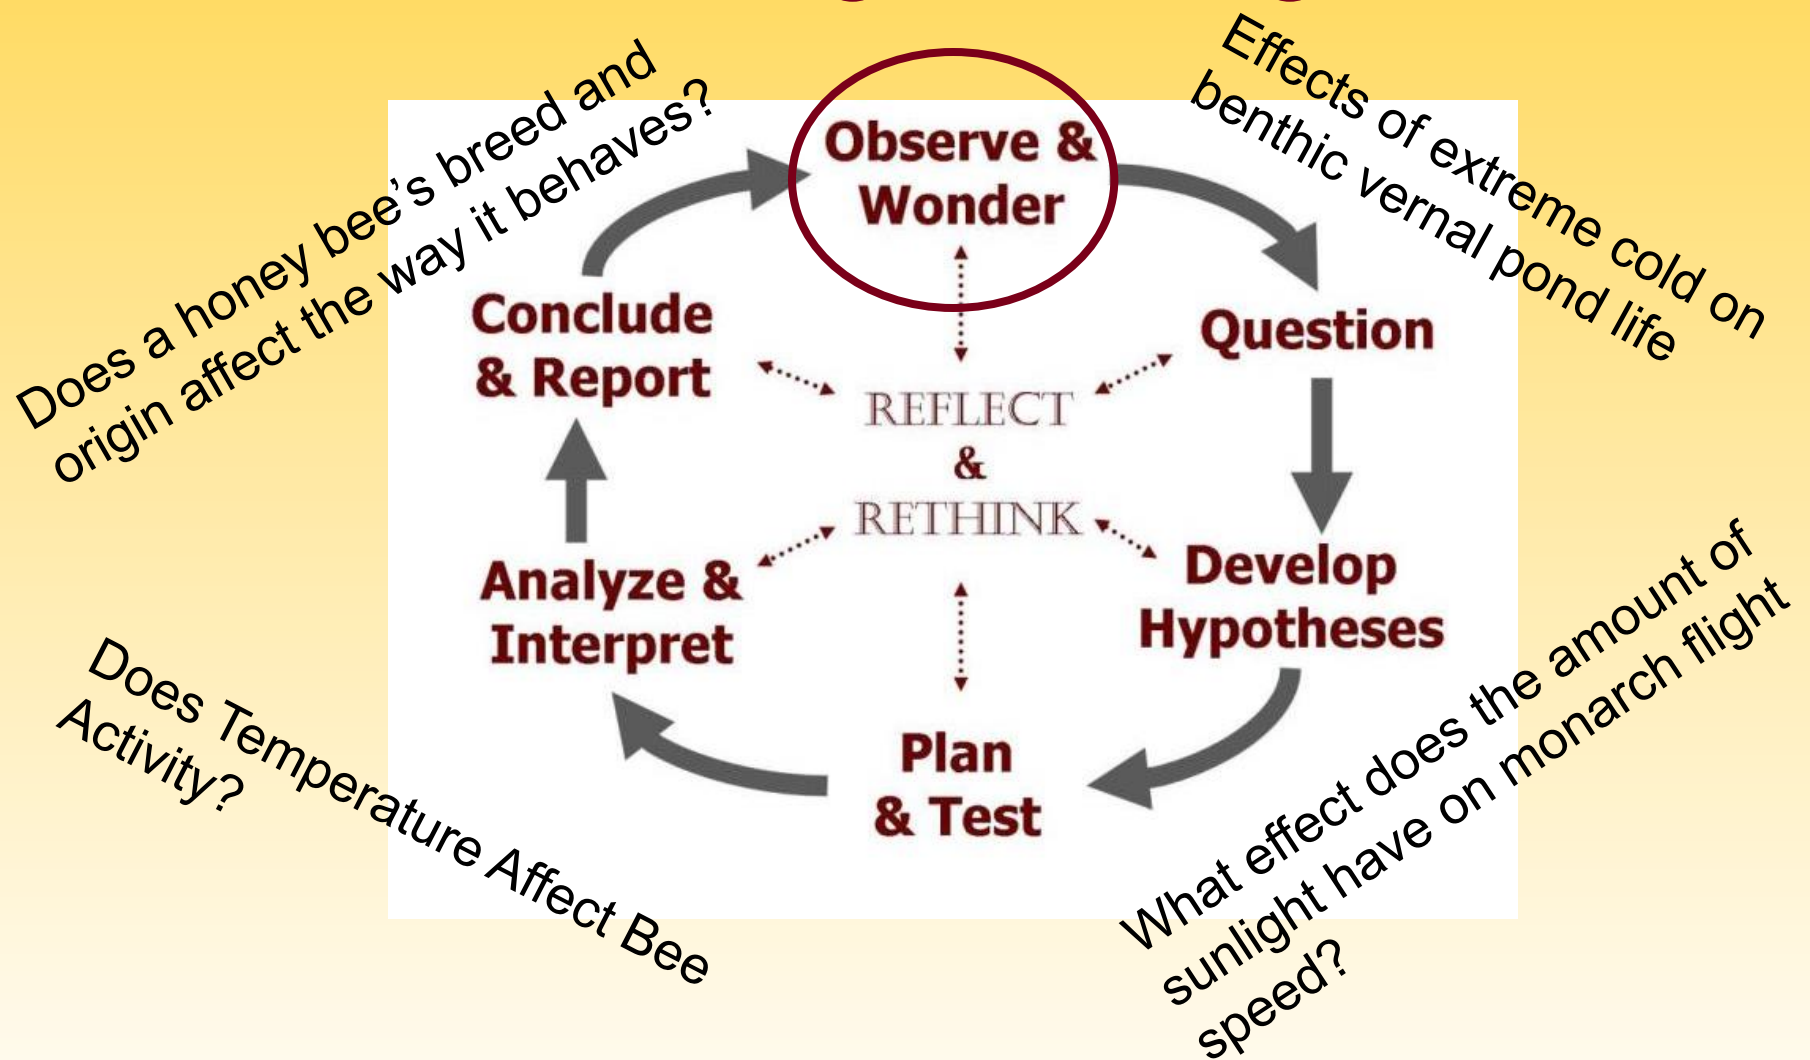 Does a honey bee’s breed and
origin affect the way it behaves?
Effects of extreme cold on
benthic vernal pond life
Observe &
Wonder
Conclude
& Report
Question
REFLECT
&
RETHINK
Analyze &
Interpret
Develop
Hypotheses
Plan
& Test
Does Temperature Affect Bee
Activity?
What effect does the amount of
sunlight have on monarch flight
speed?